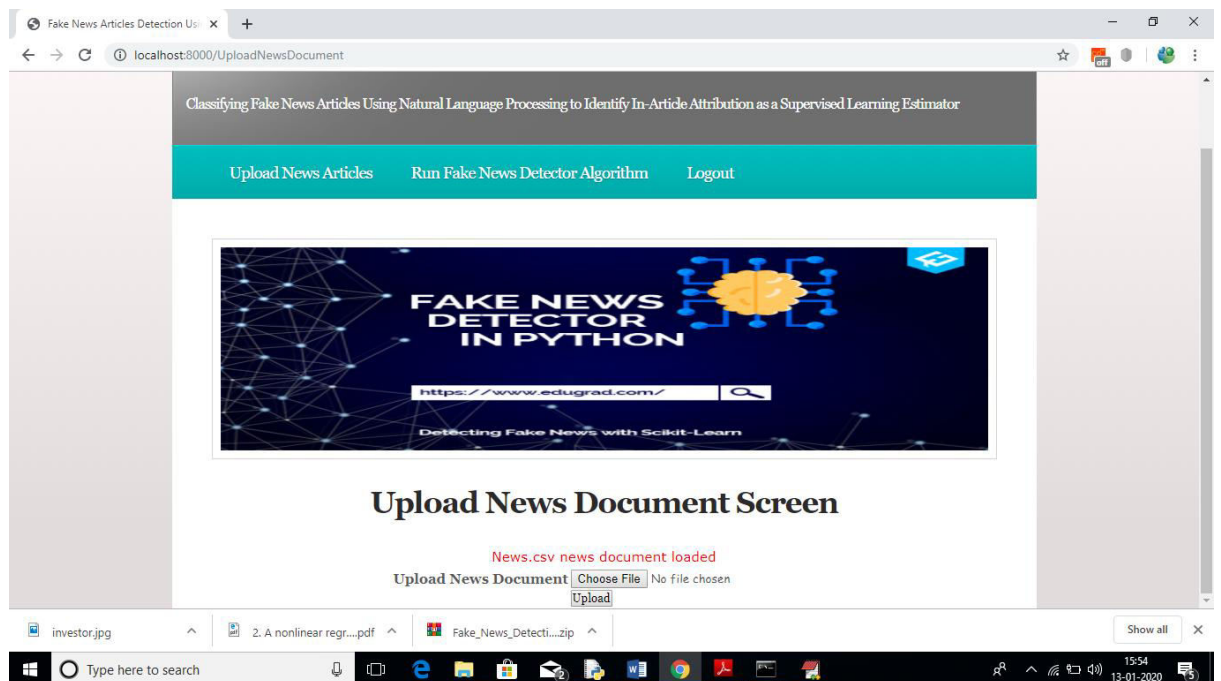 Fake News Articles Detection Usi
localhost:8000/UploadNewsDocument
off
Classifying Fake News Articles Using Natural Language Processing to Identify In-Article Attribution as a Supervised Learning Estimator
Upload News Articles Run Fake News Detector Algorithm Logout
FAKE NEWS
DETECTOR
IN PYTHON
https://www.edugrad.com/
Detecting Fake News with Scikit-Learn
Upload News Document Screen
News.csv news document loaded
Upload News Document Choose File No file chosen
Upload
investor.jpg 2. A nonlinear regr....pdf Fake_News_Detecti....zip Show all
Type here to search 2 15:54
13-01-2020 5